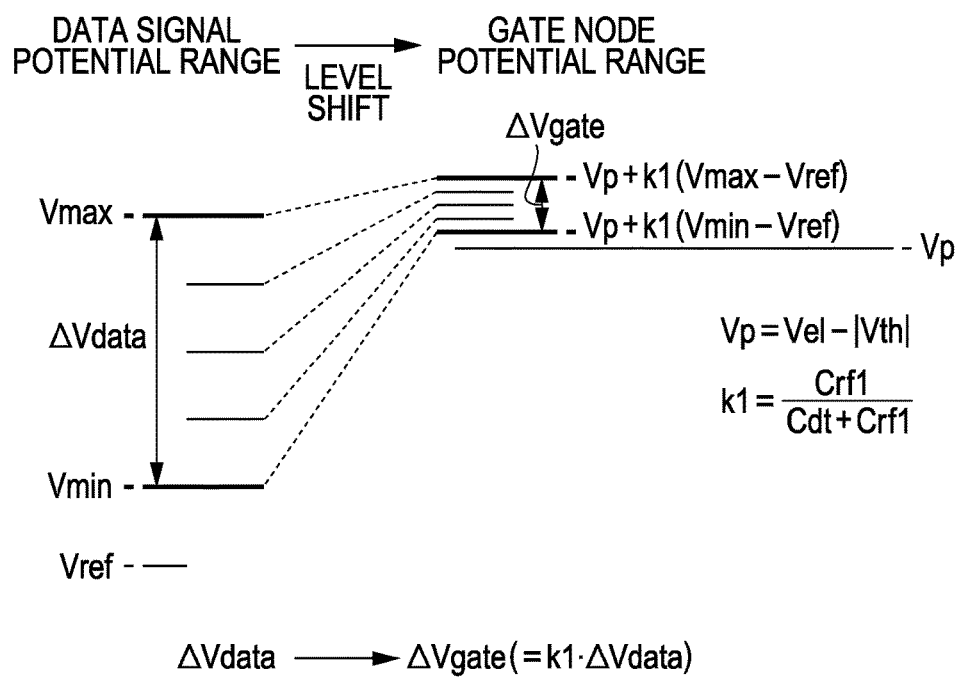 DATA SIGNAL
POTENTIAL RANGE
LEVEL
SHIFT
GATE NODE
POTENTIAL RANGE
ΔVgate
Vp+k1(Vmax−Vref)
Vmax
Vp+k1(Vmin−Vref)
Vp
ΔVdata
Vp=Vel−|Vth|
k1=Crf1/Cdt+Crf1
Vmin
Vref
ΔVdata → ΔVgate(=k1·ΔVdata)